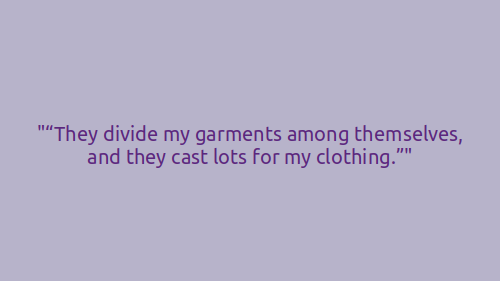 "“They divide my garments among themselves,
and they cast lots for my clothing.”"